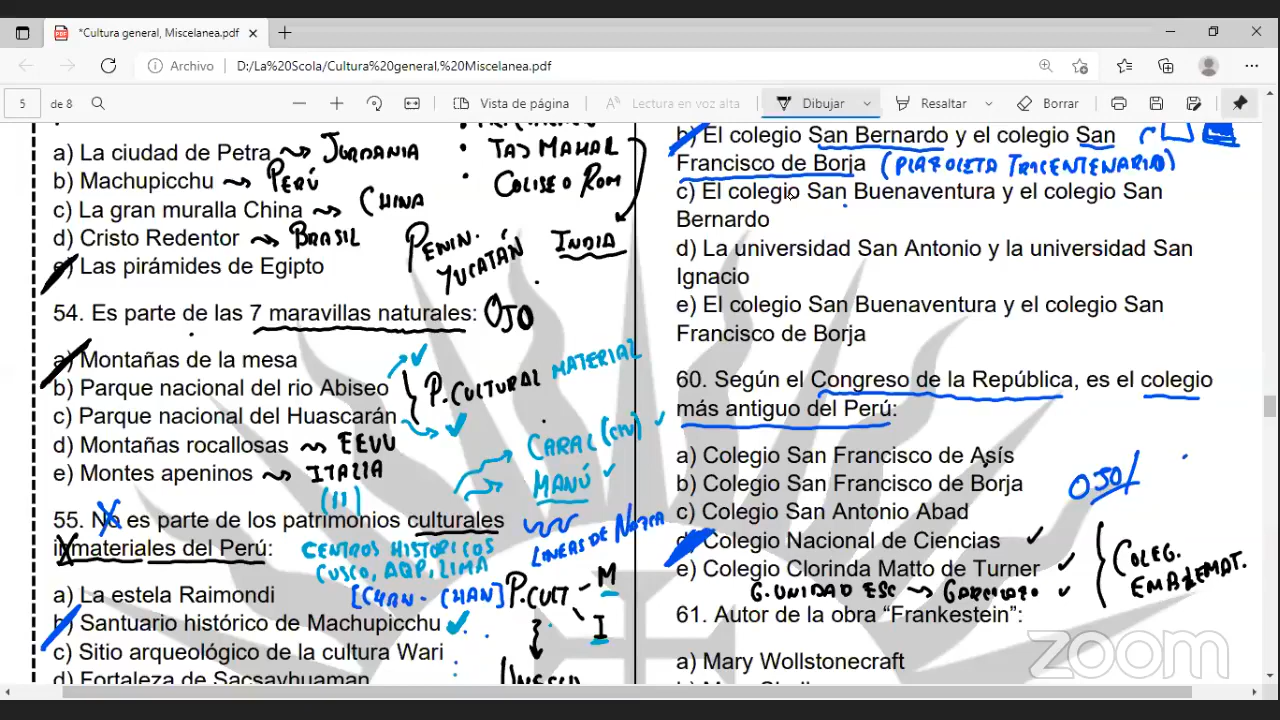 *Cultura general, Miscelanea.pdf
Archivo D:/La%20Scola/Cultura%20general,%20Miscelanea.pdf
5 de 8 Vista de página Lectura en voz alta Dibujar Resaltar Borrar
a) La ciudad de Petra JORDANIA • TAJ MAHAL
b) Machupicchu PERÚ • COLISEO ROM
c) La gran muralla China CHINA
d) Cristo Redentor BRASIL PENIN. YUCATÁN INDIA
e) Las pirámides de Egipto
54. Es parte de las 7 maravillas naturales: OJO
a) Montañas de la mesa
b) Parque nacional del rio Abiseo P. CULTURAL MATERIAL
c) Parque nacional del Huascarán
d) Montañas rocallosas EEUU CARAL (CIV)
e) Montes apeninos ITALIA MANÚ
(11)
55. No es parte de los patrimonios culturales
inmateriales del Perú: CENTROS HISTÓRICOS LINEAS DE NAZCA
CUSCO, AQP, LIMA
a) La estela Raimondi [CHAN-CHAN] P.CULT M
b) Santuario histórico de Machupicchu I
c) Sitio arqueológico de la cultura Wari
d) Fortaleza de Sacsayhuaman UNESCO
b) El colegio San Bernardo y el colegio San
Francisco de Borja (PLAZOLETA TRICENTENARIO)
c) El colegio San Buenaventura y el colegio San
Bernardo
d) La universidad San Antonio y la universidad San
Ignacio
e) El colegio San Buenaventura y el colegio San
Francisco de Borja
60. Según el Congreso de la República, es el colegio
más antiguo del Perú:
a) Colegio San Francisco de Asís
b) Colegio San Francisco de Borja OJO
c) Colegio San Antonio Abad
d) Colegio Nacional de Ciencias
e) Colegio Clorinda Matto de Turner COLEG. EMBLEMAT.
G. UNIDAD ESC GARCILAZO
61. Autor de la obra “Frankestein”:
a) Mary Wollstonecraft
zoom